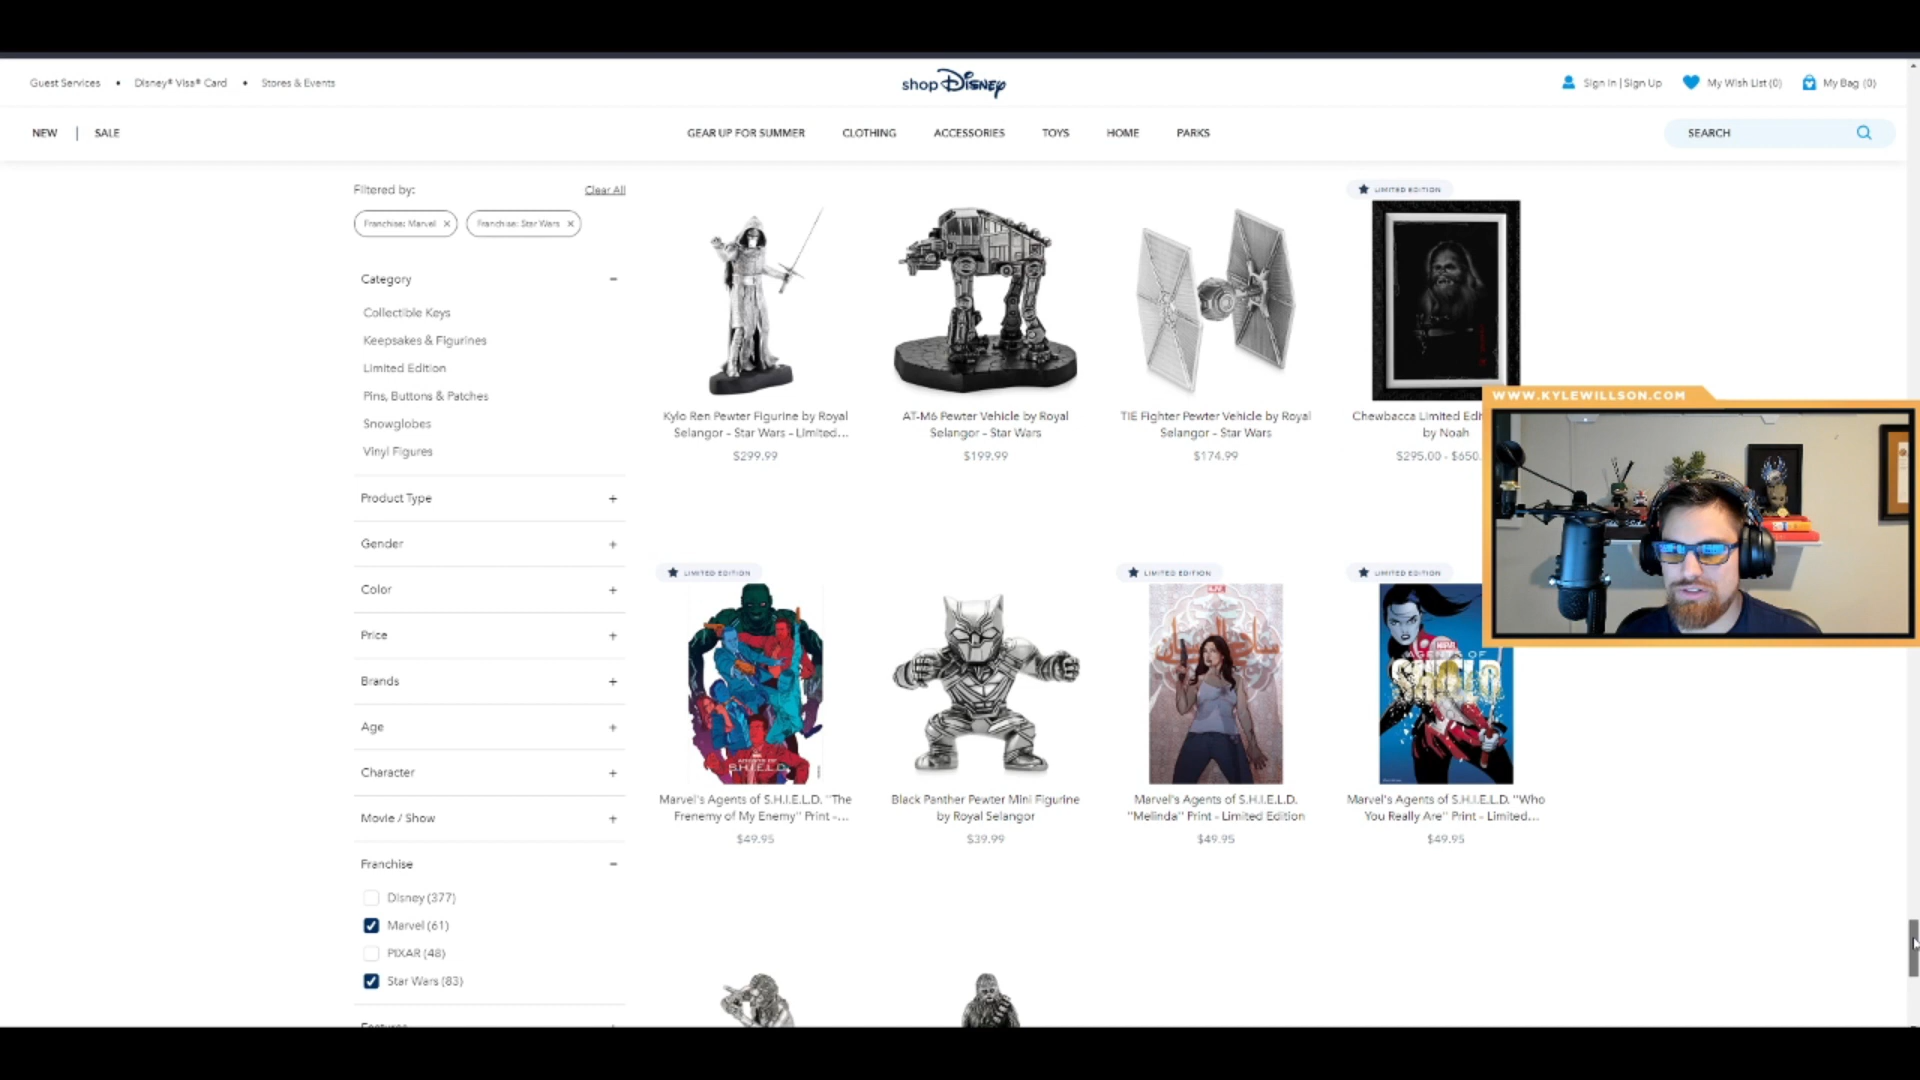 Guest Services • Disney® Visa® Card • Stores & Events
shop Disney
Sign In | Sign Up
My Wish List (0)
My Bag (0)
NEW | SALE
GEAR UP FOR SUMMER
CLOTHING
ACCESSORIES
TOYS
HOME
PARKS
SEARCH
Filtered by:
Clear All
Franchise: Marvel ×
Franchise: Star Wars ×
Category −
Collectible Keys
Keepsakes & Figurines
Limited Edition
Pins, Buttons & Patches
Snowglobes
Vinyl Figures
Product Type +
Gender +
Color +
Price +
Brands +
Age +
Character +
Movie / Show +
Franchise −
Disney (377)
Marvel (61)
PIXAR (48)
Star Wars (83)
LIMITED EDITION
Kylo Ren Pewter Figurine by Royal
Selangor - Star Wars - Limited...
$299.99
AT-M6 Pewter Vehicle by Royal
Selangor - Star Wars
$199.99
TIE Fighter Pewter Vehicle by Royal
Selangor - Star Wars
$174.99
Chewbacca Limited
by Noah
$295.00 - $650.
WWW.KYLEWILLSON.COM
LIMITED EDITION
LIMITED EDITION
LIMITED EDITION
S.H.I.E.L.D.
MARVEL
AGENTS OF
SHIELD
Marvel's Agents of S.H.I.E.L.D. "The
Frenemy of My Enemy" Print -...
$49.95
Black Panther Pewter Mini Figurine
by Royal Selangor
$39.99
Marvel's Agents of S.H.I.E.L.D.
"Melinda" Print - Limited Edition
$49.95
Marvel's Agents of S.H.I.E.L.D. "Who
You Really Are" Print - Limited...
$49.95